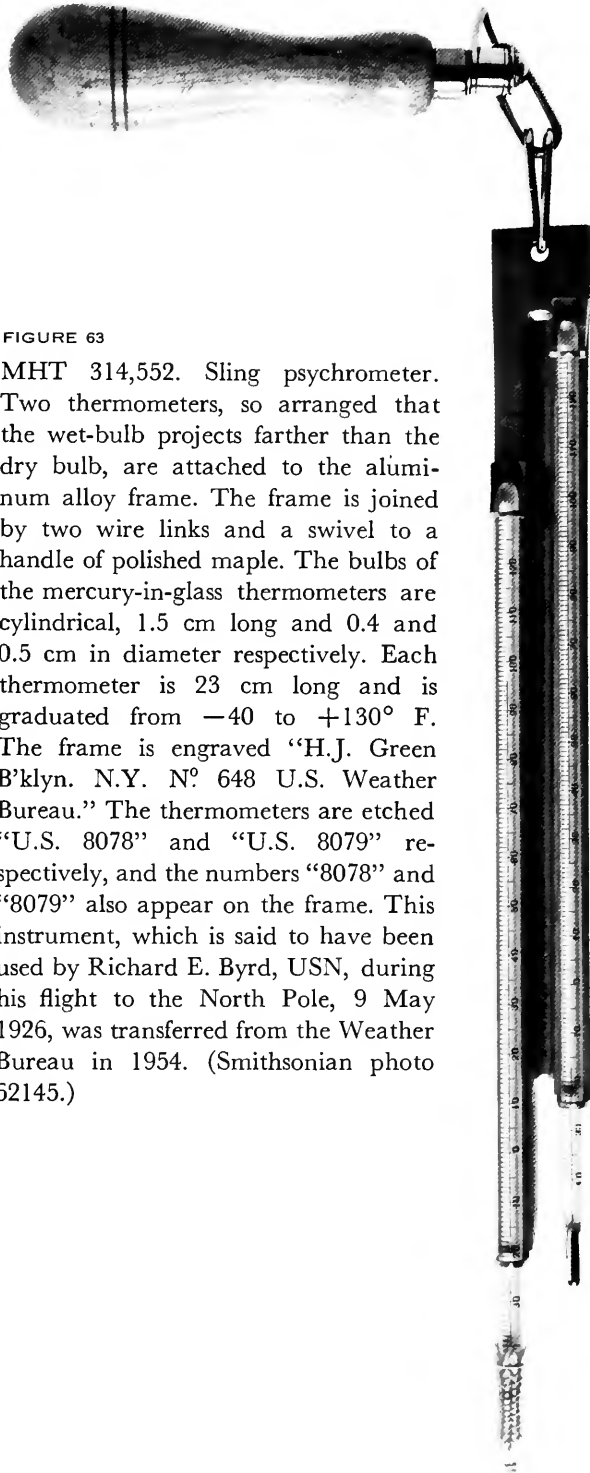 FIGURE 63
MHT 314,552. Sling psychrometer.
Two thermometers, so arranged that
the wet-bulb projects farther than the
dry bulb, are attached to the alumi-
num alloy frame. The frame is joined
by two wire links and a swivel to a
handle of polished maple. The bulbs of
the mercury-in-glass thermometers are
cylindrical, 1.5 cm long and 0.4 and
0.5 cm in diameter respectively. Each
thermometer is 23 cm long and is
graduated from —40 to +130° F.
The frame is engraved “H.J. Green
B’klyn. N.Y. Nº 648 U.S. Weather
Bureau.” The thermometers are etched
“U.S. 8078” and “U.S. 8079” re-
spectively, and the numbers “8078” and
“8079” also appear on the frame. This
instrument, which is said to have been
used by Richard E. Byrd, USN, during
his flight to the North Pole, 9 May
1926, was transferred from the Weather
Bureau in 1954. (Smithsonian photo
62145.)